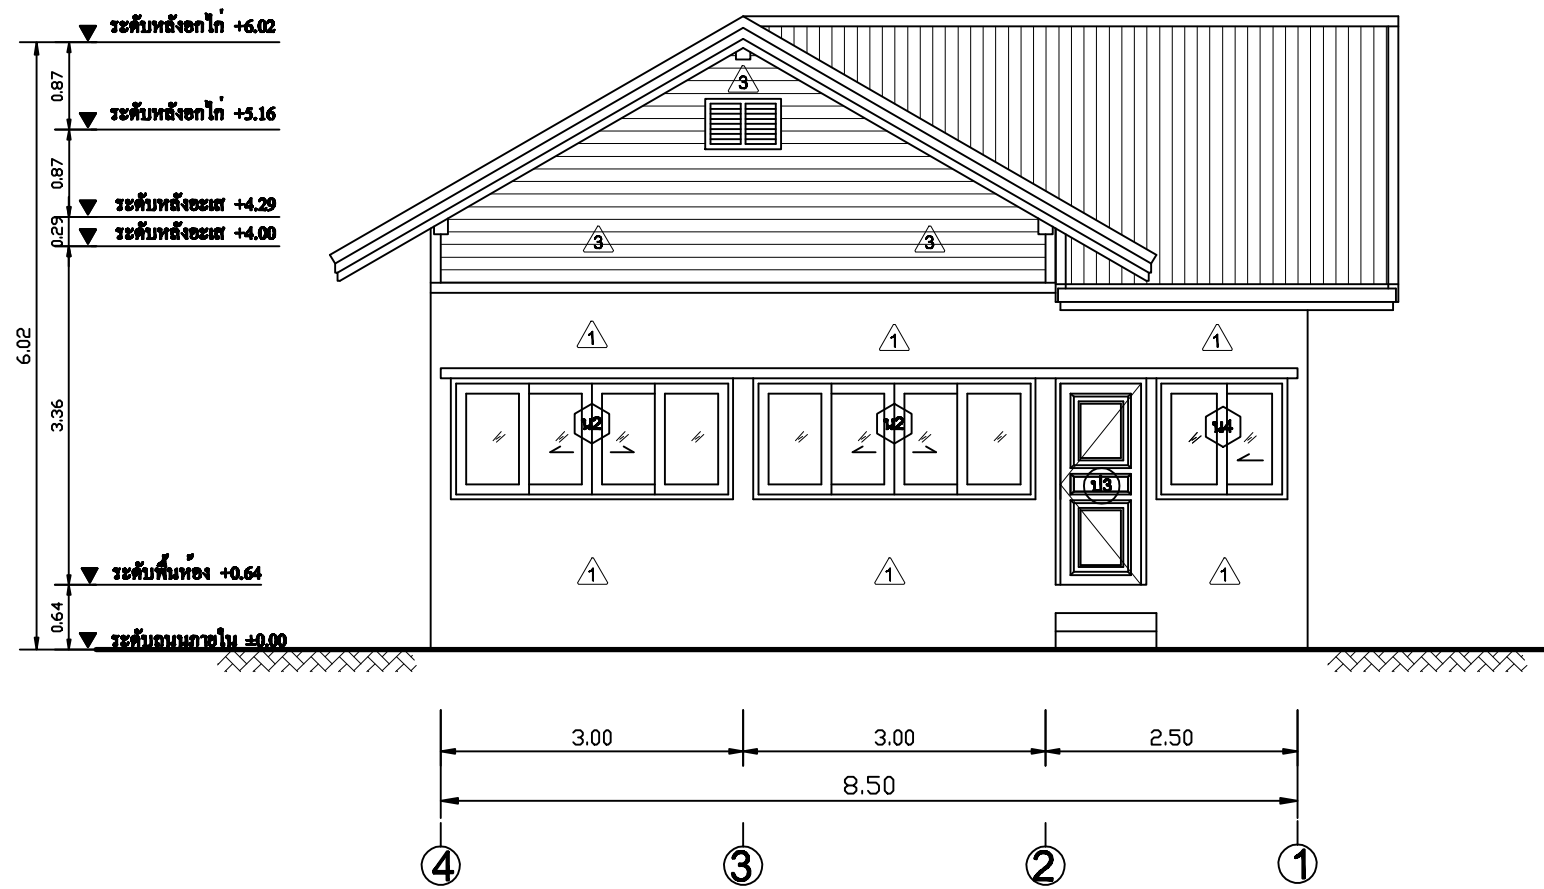 ระดับหลังอกไก่ +6.02
0.87
ระดับหลังอกไก่ +5.16
0.87
ระดับหลังอะเส +4.29
0.29
ระดับหลังอะเส +4.00
6.02
3.36
ระดับพื้นห้อง +0.64
0.64
ระดับถนนภายใน ±0.00
3
3
3
1
1
1
น2
น2
น4
ป3
1
1
1
3.00
3.00
2.50
8.50
4
3
2
1